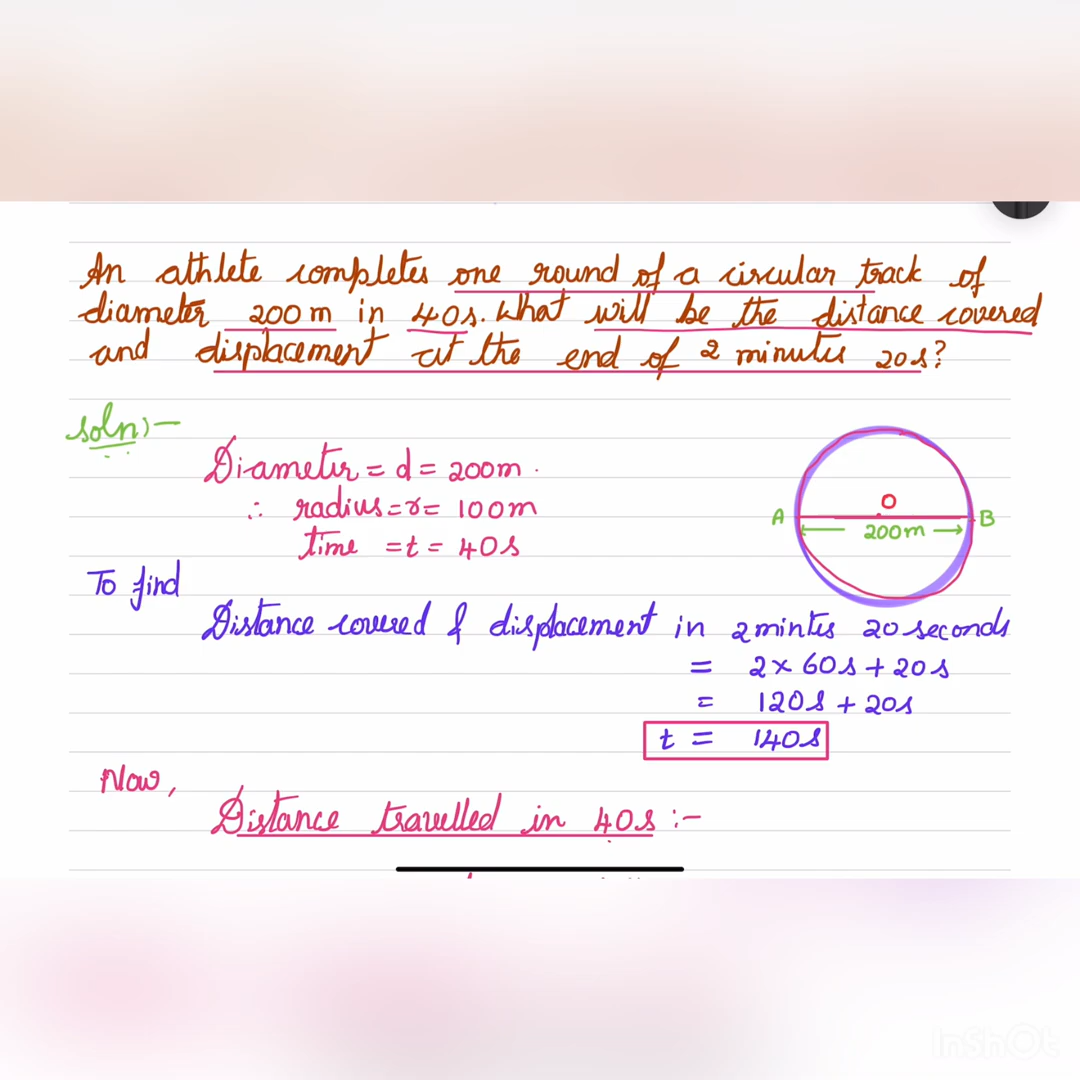 An athlete completes one round of a circular track of
diameter 200m in 40s. What will be the distance covered
and displacement at the end of 2 minutes 20s?
Soln:-
Diameter = d = 200m.
∴ radius = r = 100m
time = t = 40s
O
A
B
200m
To find
Distance covered & displacement in 2 mintes 20 seconds
= 2 × 60s + 20s
= 120s + 20s
t = 140s
Now,
Distance travelled in 40s :-
InShOt